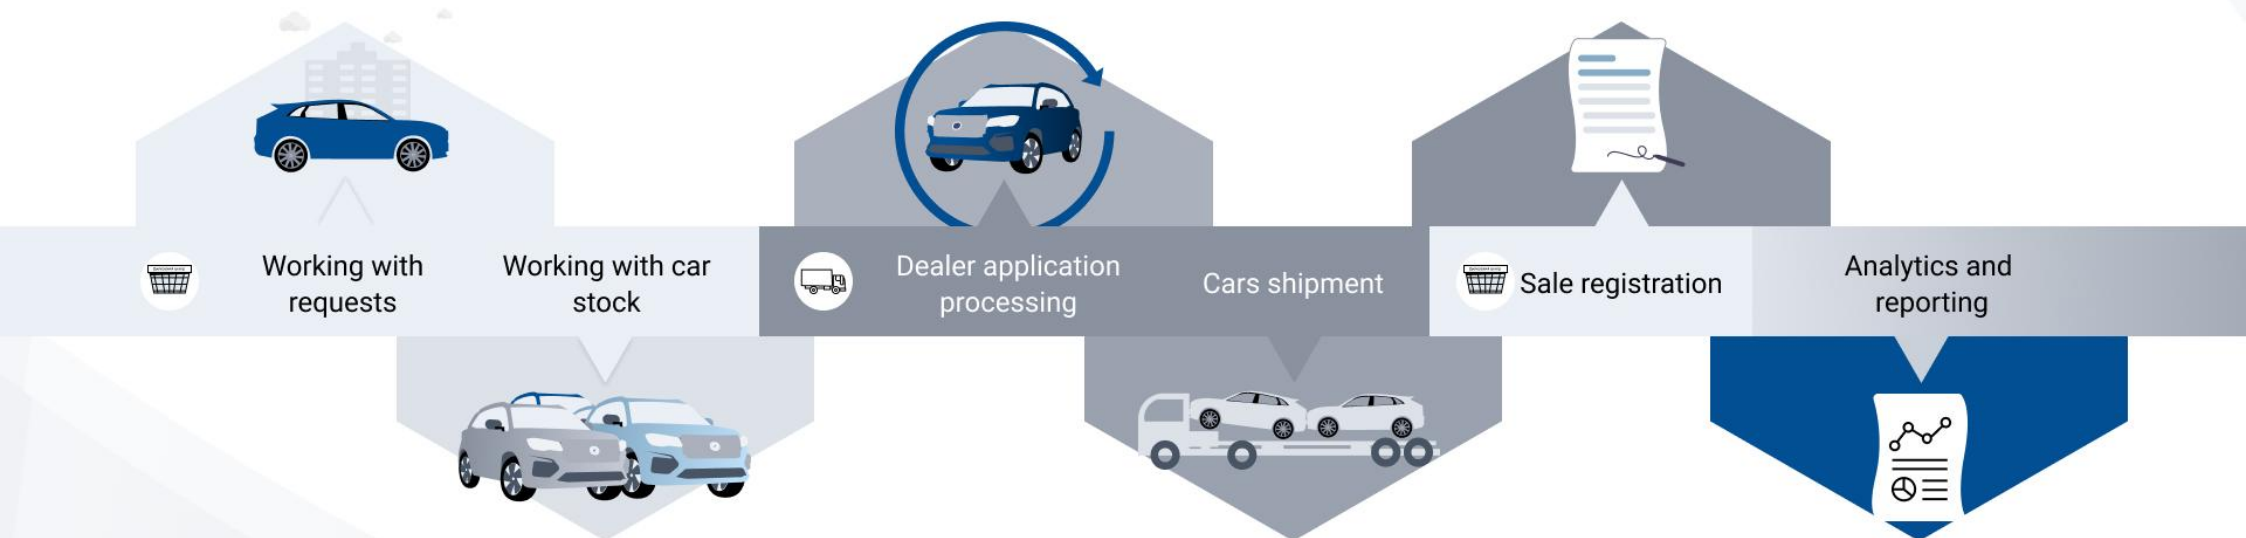 Working with
requests
Working with car
stock
Dealer application
processing
Cars shipment
Sale registration
Analytics and
reporting